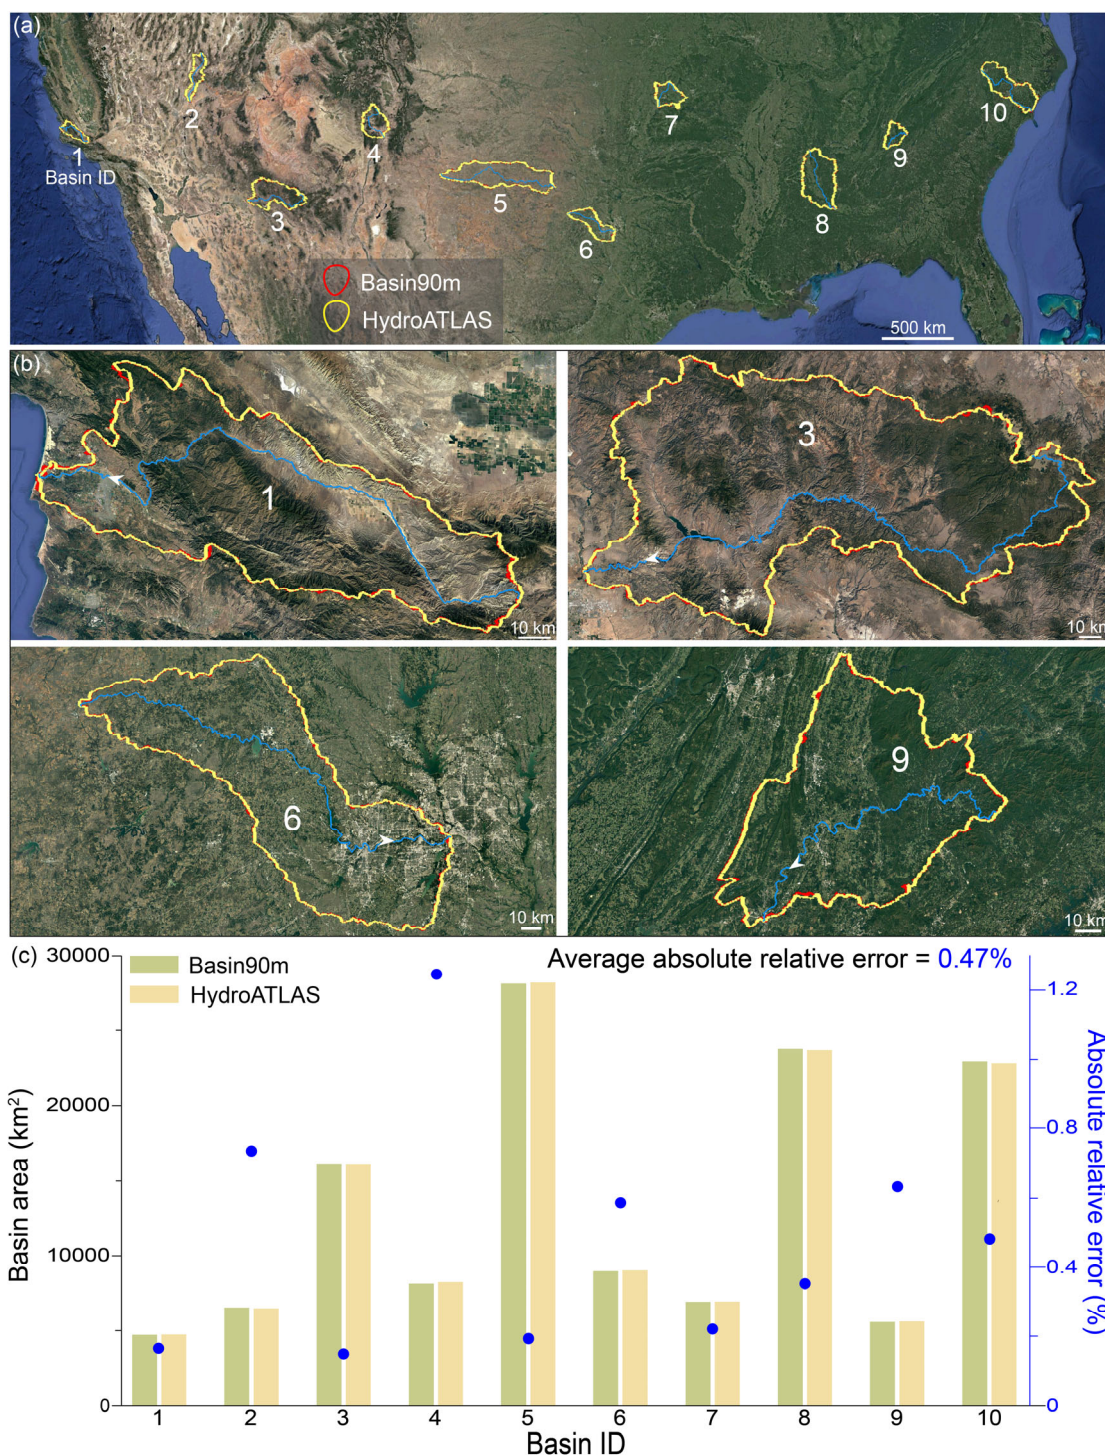 (a)
1
Basin ID
2
3
4
5
6
7
8
9
10
Basin90m
HydroATLAS
500 km
(b)
1
10 km
3
10 km
6
10 km
9
10 km
(c)
Basin90m
HydroATLAS
Average absolute relative error = 0.47%
Basin area (km²)
30000
20000
10000
0
Absolute relative error (%)
1.2
0.8
0.4
0
1 2 3 4 5 6 7 8 9 10
Basin ID